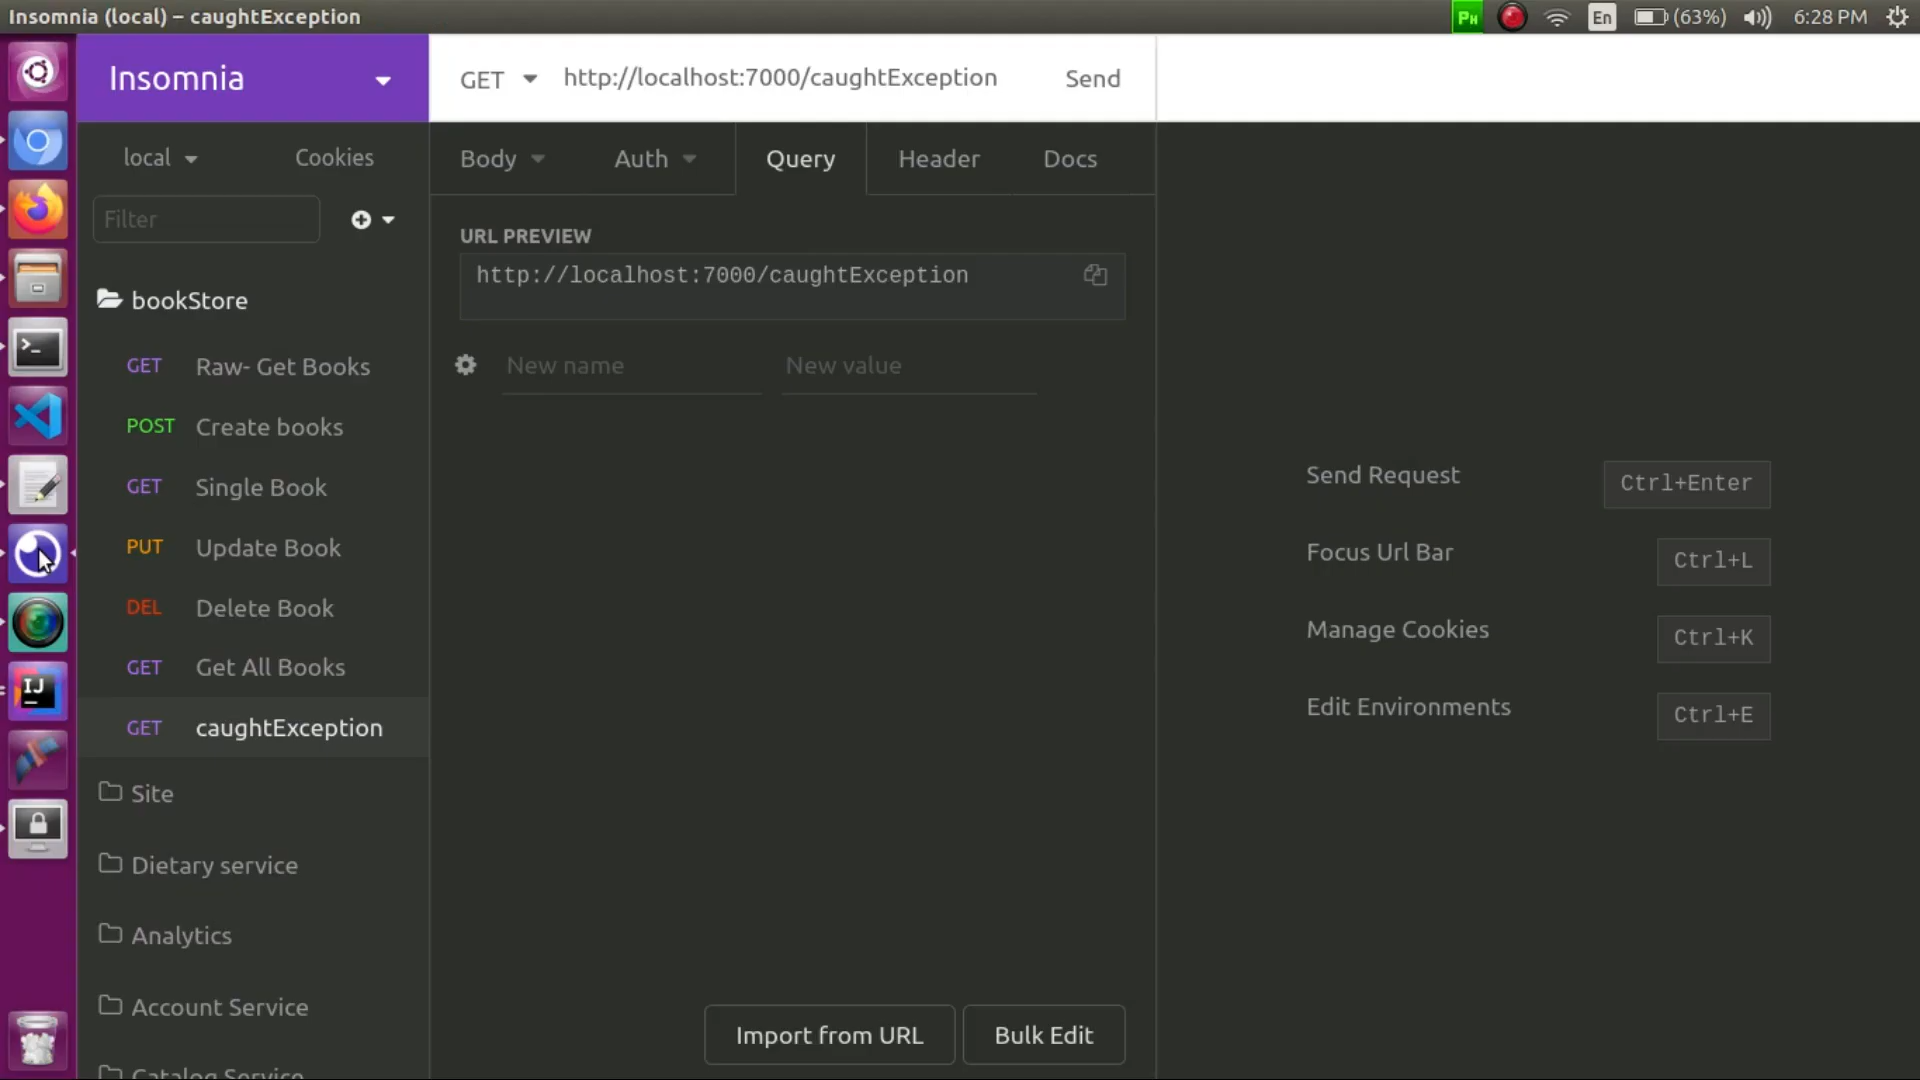 Insomnia (local) – caughtException
En (63%) 6:28 PM
Insomnia
GET http://localhost:7000/caughtException Send
local Cookies
Body Auth Query Header Docs
Filter
URL PREVIEW
http://localhost:7000/caughtException
bookStore
New name New value
GET Raw- Get Books
POST Create books
GET Single Book
PUT Update Book
DEL Delete Book
GET Get All Books
GET caughtException
Site
Dietary service
Analytics
Account Service
Catalog Service
Send Request Ctrl+Enter
Focus Url Bar Ctrl+L
Manage Cookies Ctrl+K
Edit Environments Ctrl+E
Import from URL Bulk Edit
IJ
PH